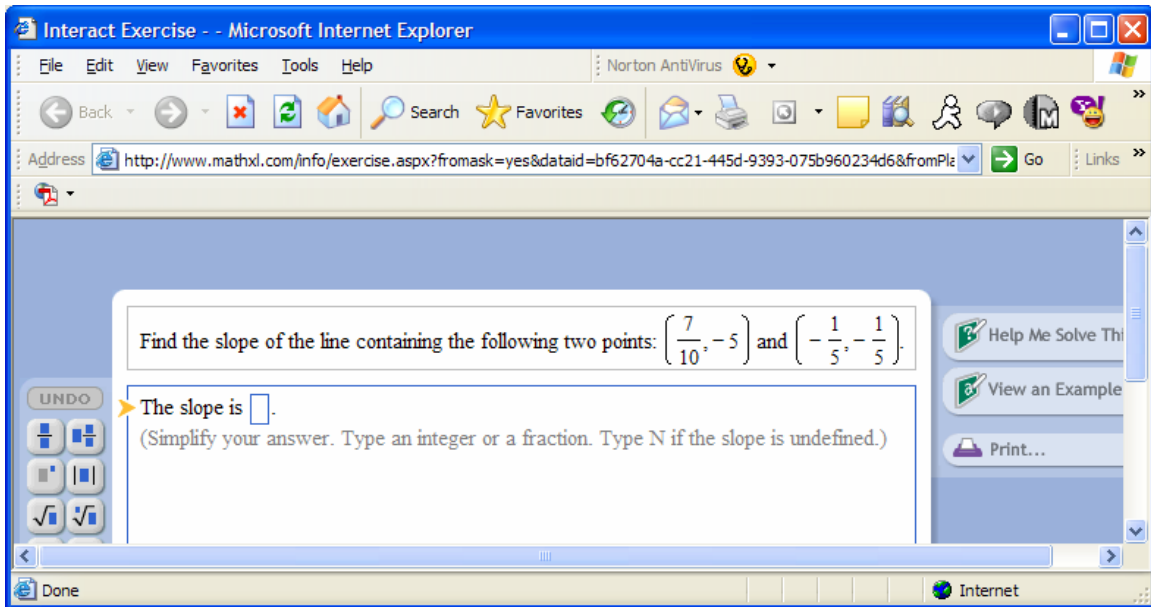 Interact Exercise - - Microsoft Internet Explorer
File Edit View Favorites Tools Help Norton AntiVirus
Back Search Favorites »
Address http://www.mathxl.com/info/exercise.aspx?fromask=yes&dataid=bf62704a-cc21-445d-9393-075b960234d6&fromPla Go Links »
Find the slope of the line containing the following two points: (7/10, -5) and (-1/5, -1/5).
Help Me Solve Thi
View an Example
Print...
UNDO
The slope is .
(Simplify your answer. Type an integer or a fraction. Type N if the slope is undefined.)
Done Internet